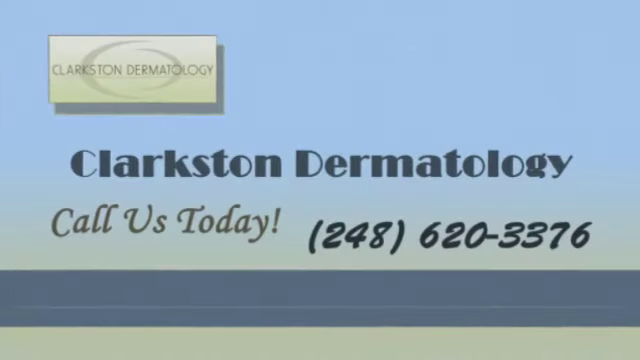 CLARKSTON DERMATOLOGY
Clarkston Dermatology
Call Us Today!
(248) 620-3376